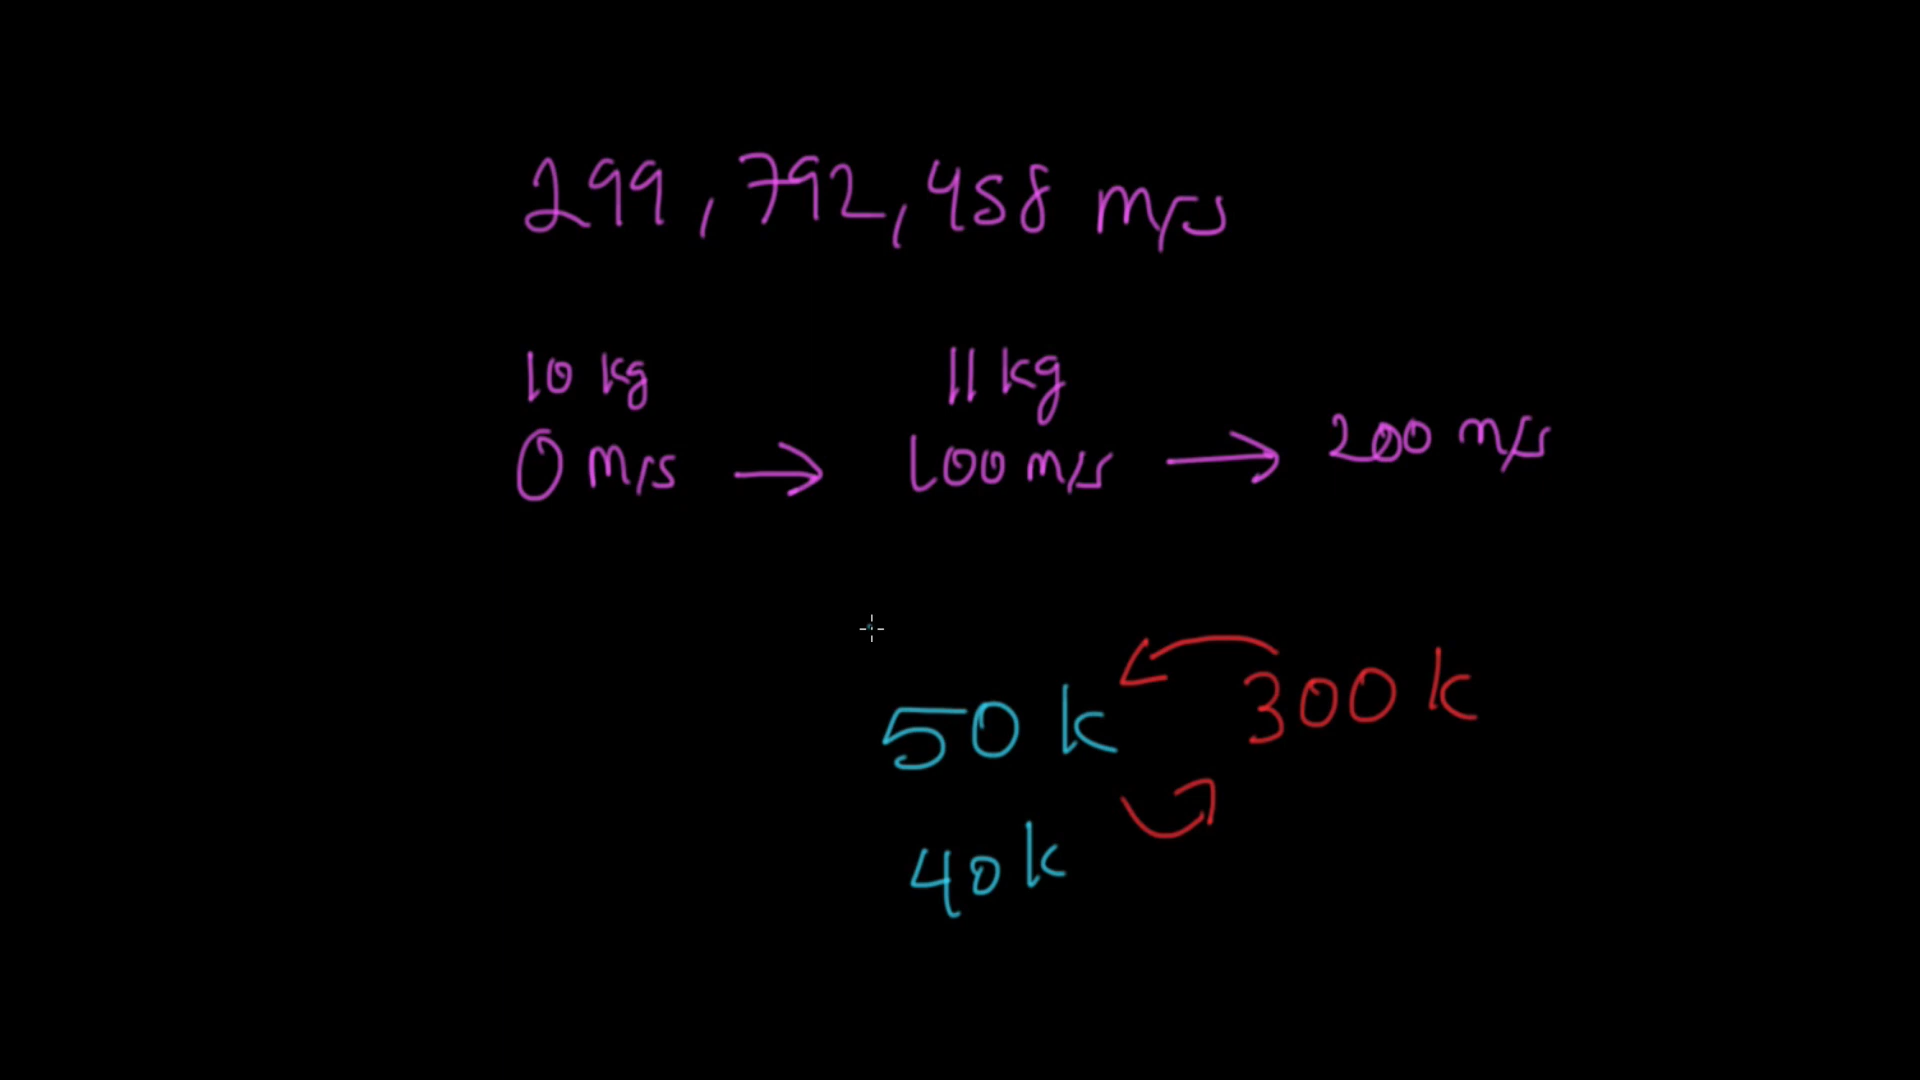 299,792,458 m/s
10 kg 11 kg
0 m/s → 100 m/s → 200 m/s
50 k 300 k
40 k